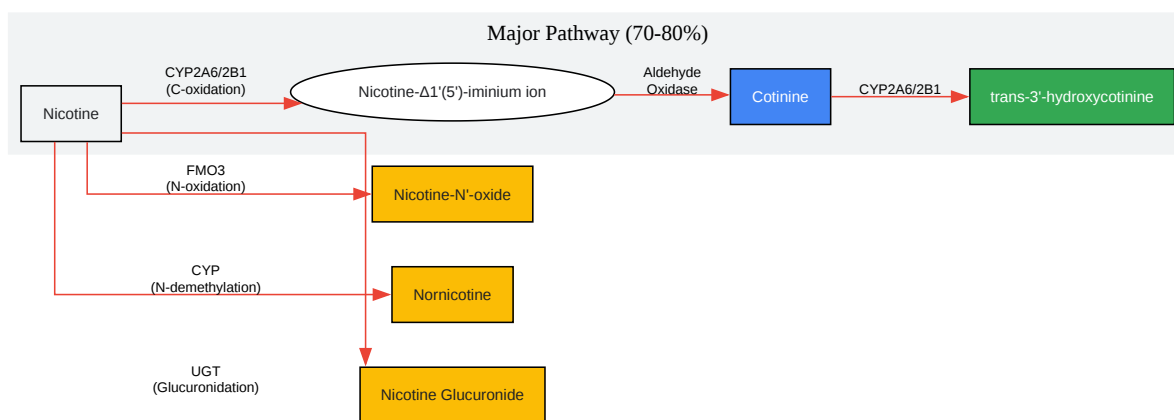 Major Pathway (70-80%)
CYP2A6/2B1
(C-oxidation)
Nicotine-Δ1'(5')-iminium ion
Aldehyde
Oxidase
Cotinine
CYP2A6/2B1
trans-3'-hydroxycotinine
Nicotine
FMO3
(N-oxidation)
Nicotine-N'-oxide
CYP
(N-demethylation)
Nornicotine
UGT
(Glucuronidation)
Nicotine Glucuronide